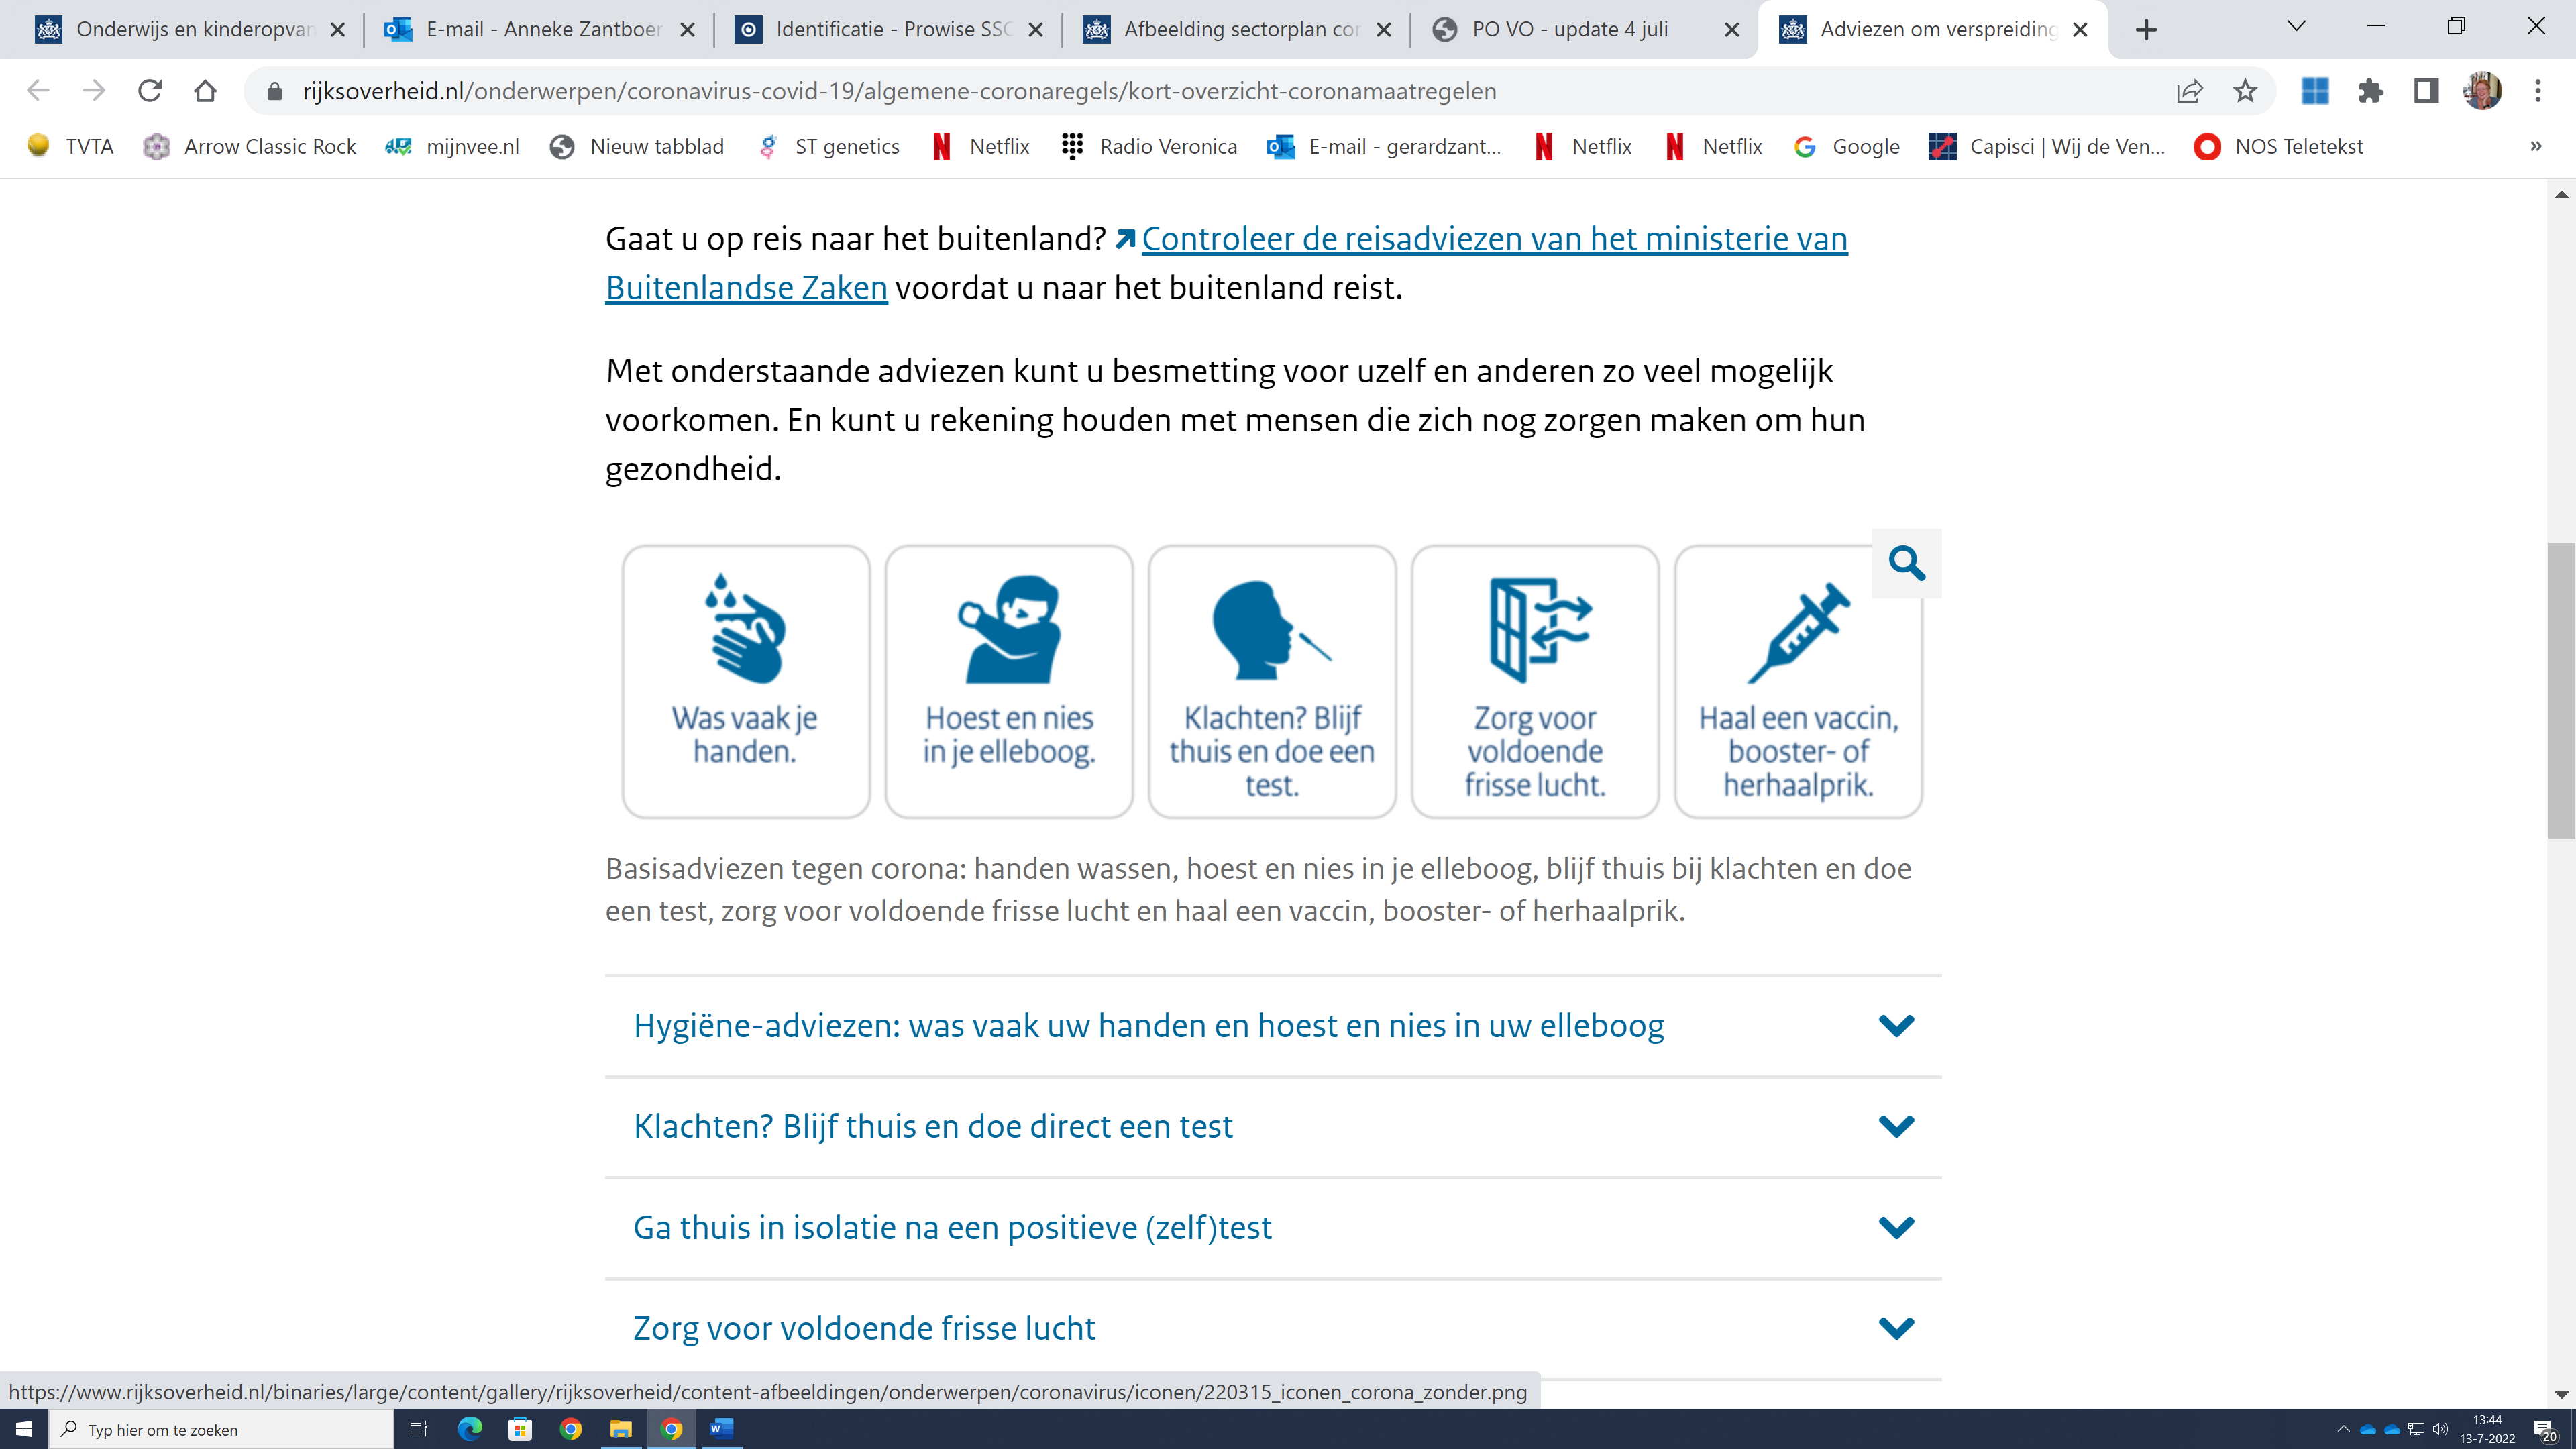 Onderwijs en kinderopvan
E-mail - Anneke Zantboer
Identificatie - Prowise SSO
Afbeelding sectorplan cor
PO VO - update 4 juli
Adviezen om verspreiding
rijksoverheid.nl/onderwerpen/coronavirus-covid-19/algemene-coronaregels/kort-overzicht-coronamaatregelen
TVTA
Arrow Classic Rock
mijnvee.nl
Nieuw tabblad
ST genetics
Netflix
Radio Veronica
E-mail - gerardzant...
Netflix
Netflix
Google
Capisci | Wij de Ven...
NOS Teletekst
»
Gaat u op reis naar het buitenland? Controleer de reisadviezen van het ministerie van
Buitenlandse Zaken voordat u naar het buitenland reist.
Met onderstaande adviezen kunt u besmetting voor uzelf en anderen zo veel mogelijk
voorkomen. En kunt u rekening houden met mensen die zich nog zorgen maken om hun
gezondheid.
Was vaak je
handen.
Hoest en nies
in je elleboog.
Klachten? Blijf
thuis en doe een
test.
Zorg voor
voldoende
frisse lucht.
Haal een vaccin,
booster- of
herhaalprik.
Basisadviezen tegen corona: handen wassen, hoest en nies in je elleboog, blijf thuis bij klachten en doe
een test, zorg voor voldoende frisse lucht en haal een vaccin, booster- of herhaalprik.
Hygiëne-adviezen: was vaak uw handen en hoest en nies in uw elleboog
Klachten? Blijf thuis en doe direct een test
Ga thuis in isolatie na een positieve (zelf)test
Zorg voor voldoende frisse lucht
https://www.rijksoverheid.nl/binaries/large/content/gallery/rijksoverheid/content-afbeeldingen/onderwerpen/coronavirus/iconen/220315_iconen_corona_zonder.png
Typ hier om te zoeken
13:44
13-7-2022
20